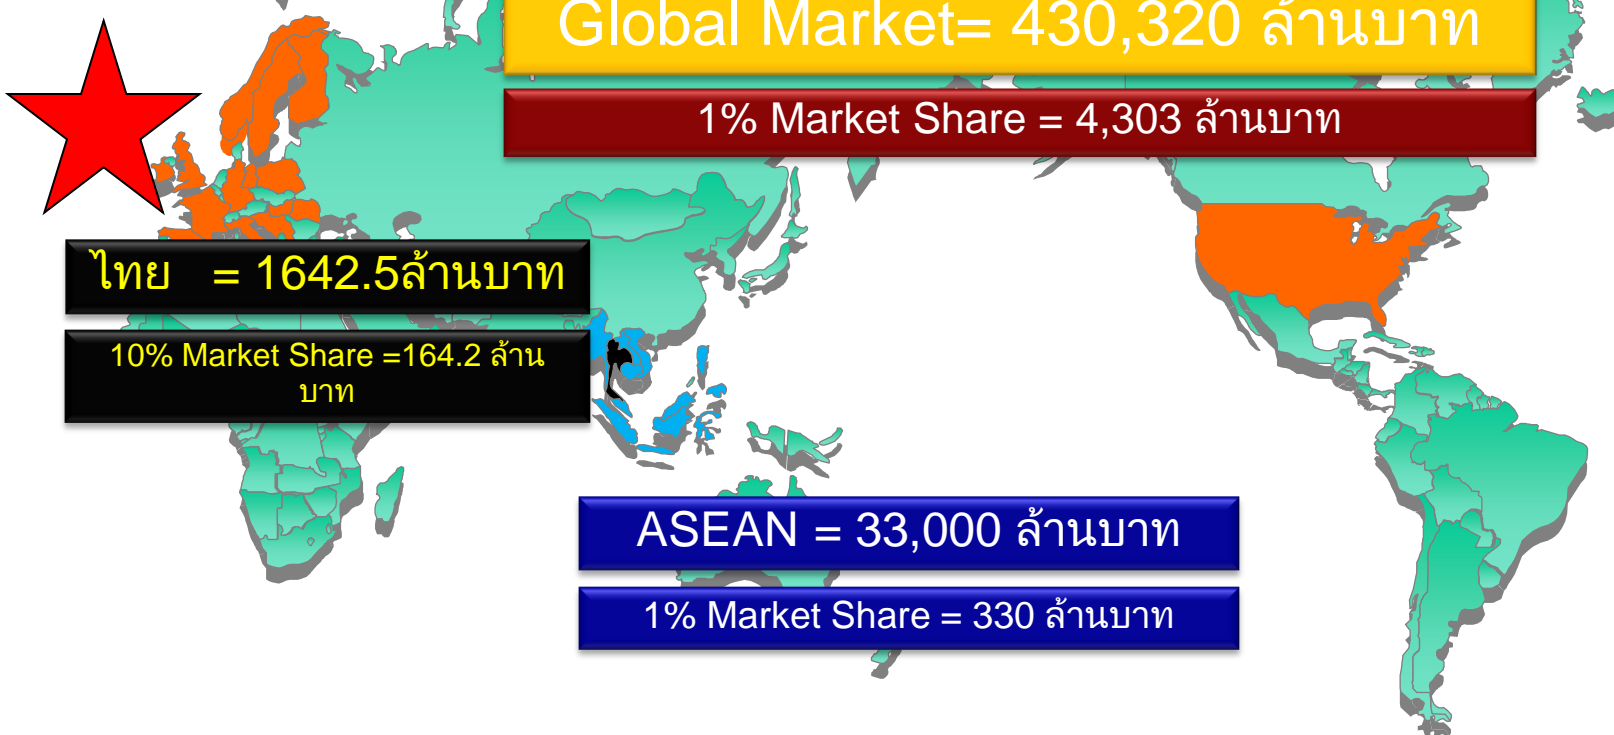 Global Market= 430,320 ล้านบาท
1% Market Share = 4,303 ล้านบาท
ไทย = 1642.5ล้านบาท
10% Market Share =164.2 ล้าน
บาท
ASEAN = 33,000 ล้านบาท
1% Market Share = 330 ล้านบาท